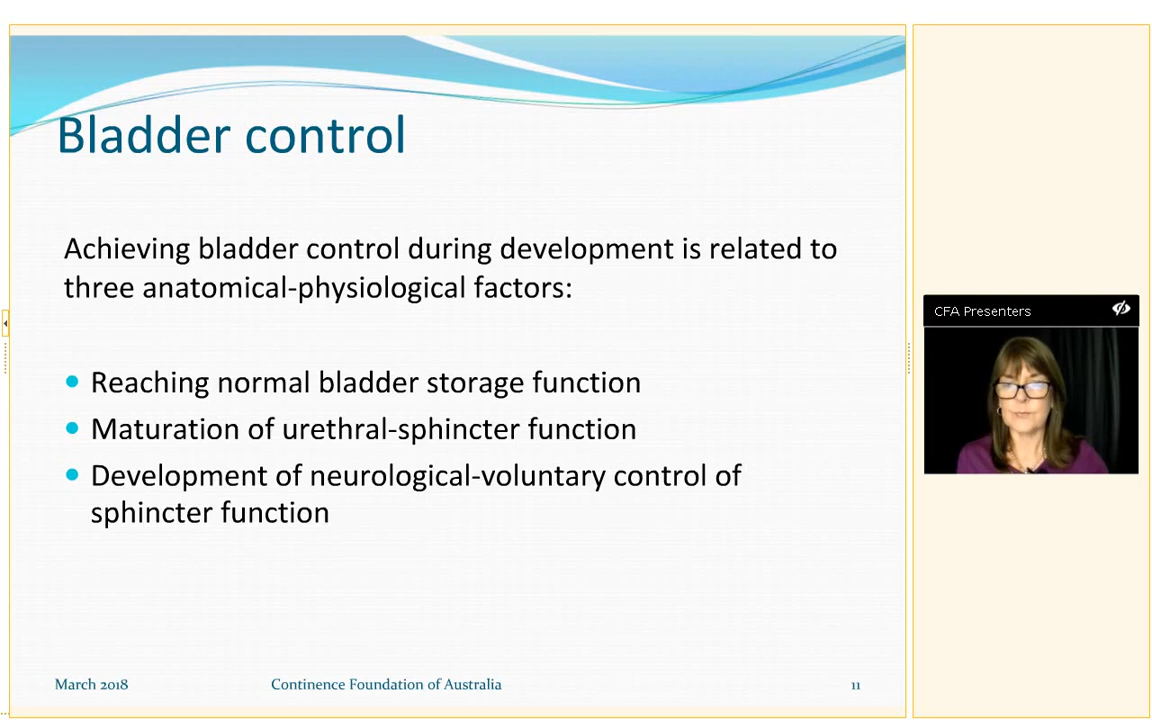 Bladder control
Achieving bladder control during development is related to
three anatomical-physiological factors:
Reaching normal bladder storage function
Maturation of urethral-sphincter function
Development of neurological-voluntary control of
sphincter function
March 2018
Continence Foundation of Australia
11
CFA Presenters